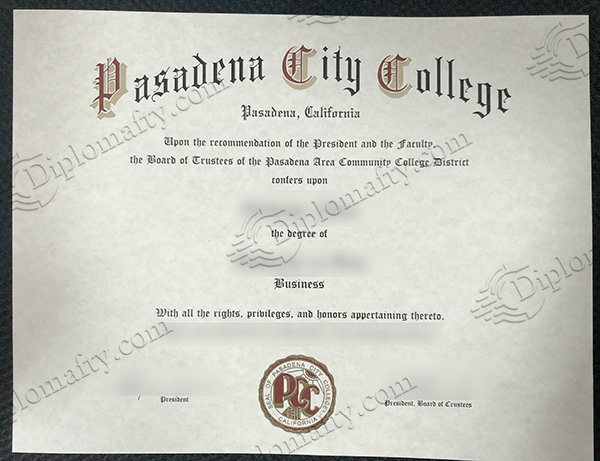 Pasadena City College
Pasadena, California
Upon the recommendation of the President and the Faculty,
the Board of Trustees of the Pasadena Area Community College District
confers upon
the degree of
Business
With all the rights, privileges, and honors appertaining thereto.
SEAL OF PASADENA CITY COLLEGE
PCC
CALIFORNIA
President
President, Board of Trustees
Diplomafty.com
Diplomafty.com
Diplomafty.com
Diplomafty.com
Diplomafty.com